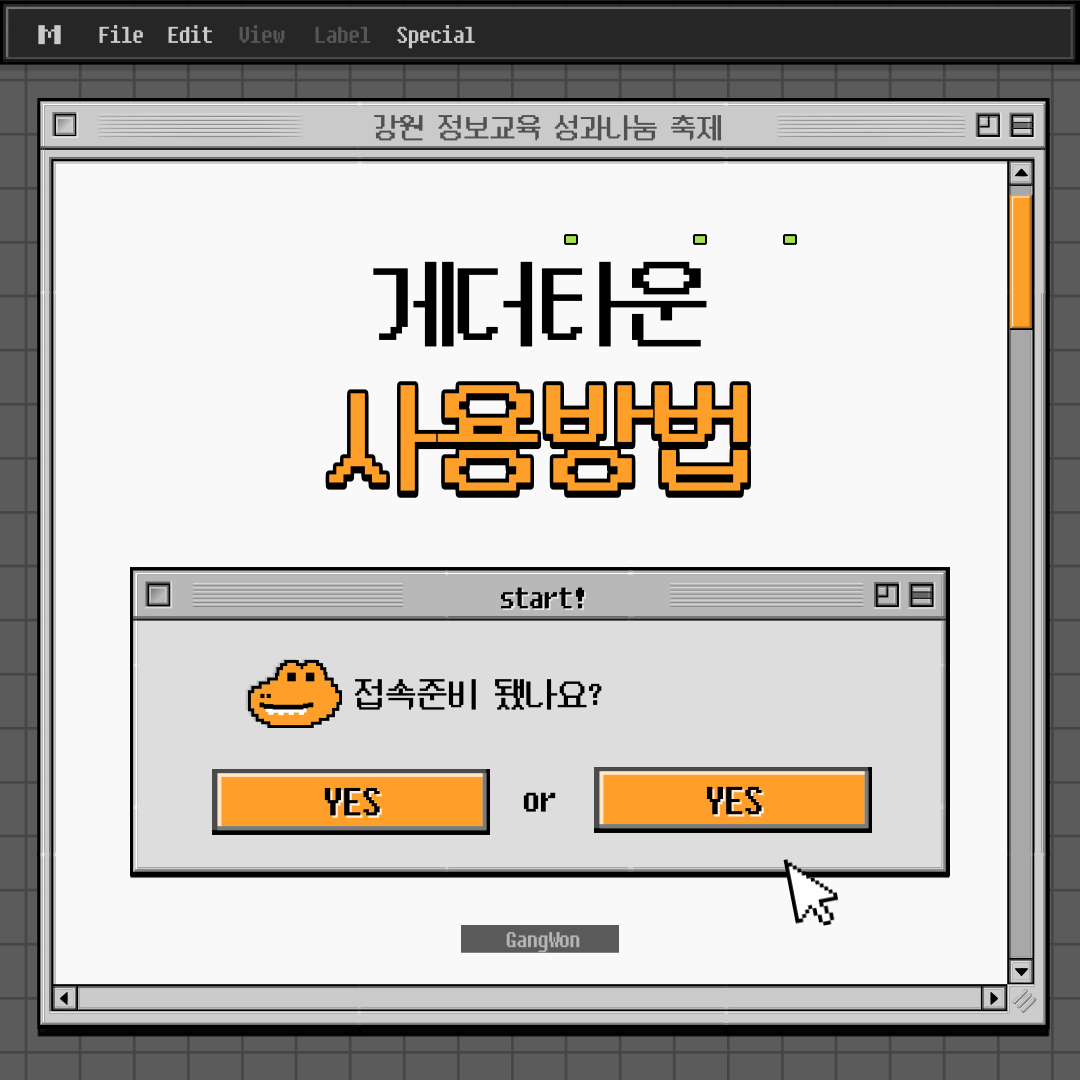 M File Edit View Label Special
강원 정보교육 성과나눔 축제
게더타운
사용방법
start!
접속준비 됐나요?
YES or YES
GangWon